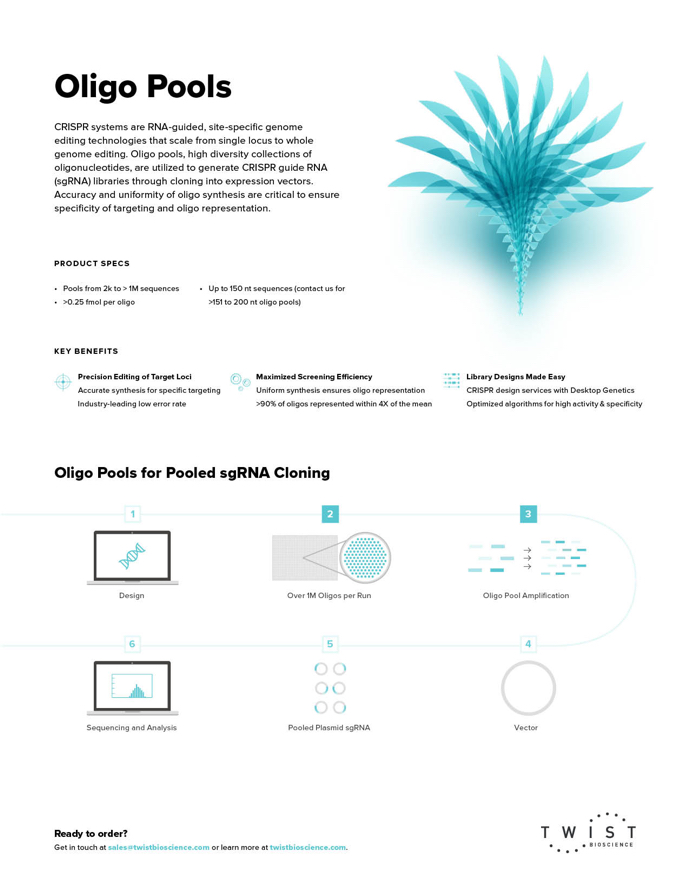 Oligo Pools
CRISPR systems are RNA-guided, site-specific genome
editing technologies that scale from single locus to whole
genome editing. Oligo pools, high diversity collections of
oligonucleotides, are utilized to generate CRISPR guide RNA
(sgRNA) libraries through cloning into expression vectors.
Accuracy and uniformity of oligo synthesis are critical to ensure
specificity of targeting and oligo representation.
PRODUCT SPECS
• Pools from 2k to > 1M sequences
• >0.25 fmol per oligo
• Up to 150 nt sequences (contact us for
>151 to 200 nt oligo pools)
KEY BENEFITS
Precision Editing of Target Loci
Accurate synthesis for specific targeting
Industry-leading low error rate
Maximized Screening Efficiency
Uniform synthesis ensures oligo representation
>90% of oligos represented within 4X of the mean
Library Designs Made Easy
CRISPR design services with Desktop Genetics
Optimized algorithms for high activity & specificity
Oligo Pools for Pooled sgRNA Cloning
1
Design
2
Over 1M Oligos per Run
3
Oligo Pool Amplification
6
Sequencing and Analysis
5
Pooled Plasmid sgRNA
4
Vector
Ready to order?
Get in touch at sales@twistbioscience.com or learn more at twistbioscience.com.
TWIST
BIOSCIENCE